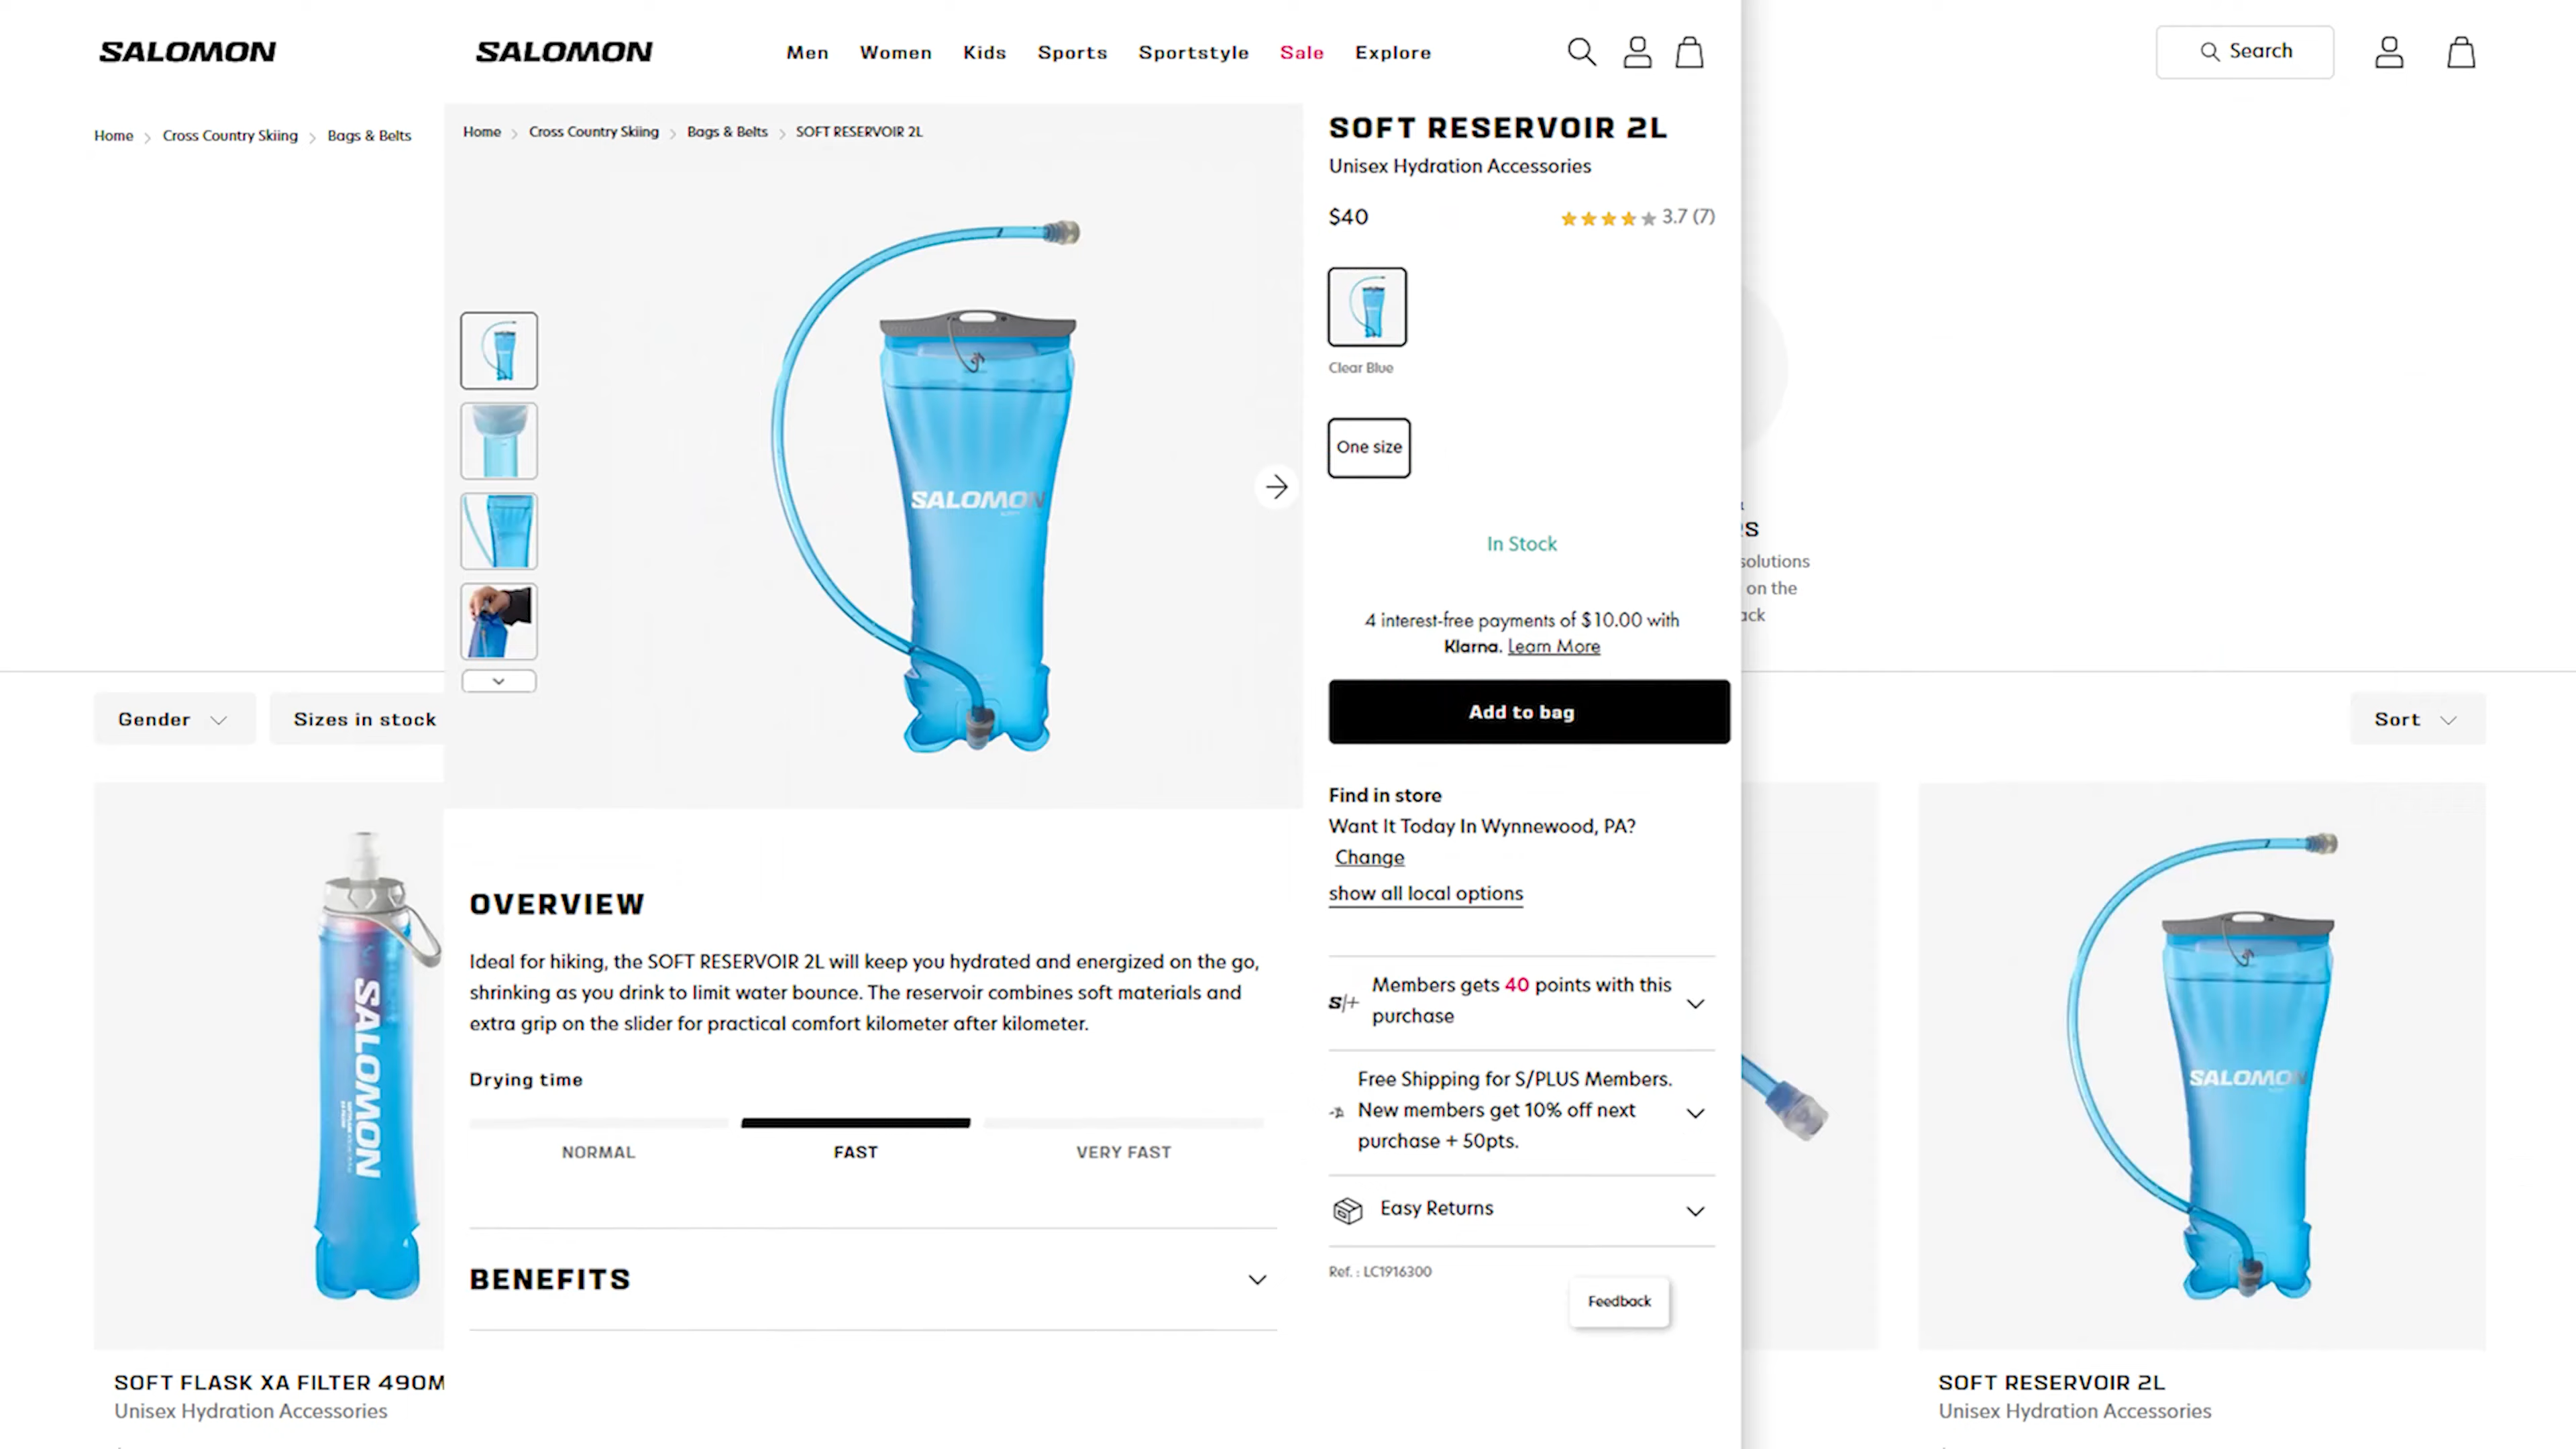 SALOMON
Home > Cross Country Skiing > Bags & Belts
Gender
Sizes in stock
SALOMON
SOFT FLASK XA FILTER 490M
Unisex Hydration Accessories
SALOMON
Men Women Kids Sports Sportstyle Sale Explore
Home > Cross Country Skiing > Bags & Belts > SOFT RESERVOIR 2L
SALOMON
OVERVIEW
Ideal for hiking, the SOFT RESERVOIR 2L will keep you hydrated and energized on the go,
shrinking as you drink to limit water bounce. The reservoir combines soft materials and
extra grip on the slider for practical comfort kilometer after kilometer.
Drying time
NORMAL FAST VERY FAST
BENEFITS
SOFT RESERVOIR 2L
Unisex Hydration Accessories
$40 3.7 (7)
Clear Blue
One size
In Stock
4 interest-free payments of $10.00 with
Klarna. Learn More
Add to bag
Find in store
Want It Today In Wynnewood, PA?
Change
show all local options
S/+ Members gets 40 points with this
purchase
Free Shipping for S/PLUS Members.
New members get 10% off next
purchase + 50pts.
Easy Returns
Ref. : LC1916300
Feedback
Search
solutions
on the
Sort
SALOMON
SOFT RESERVOIR 2L
Unisex Hydration Accessories